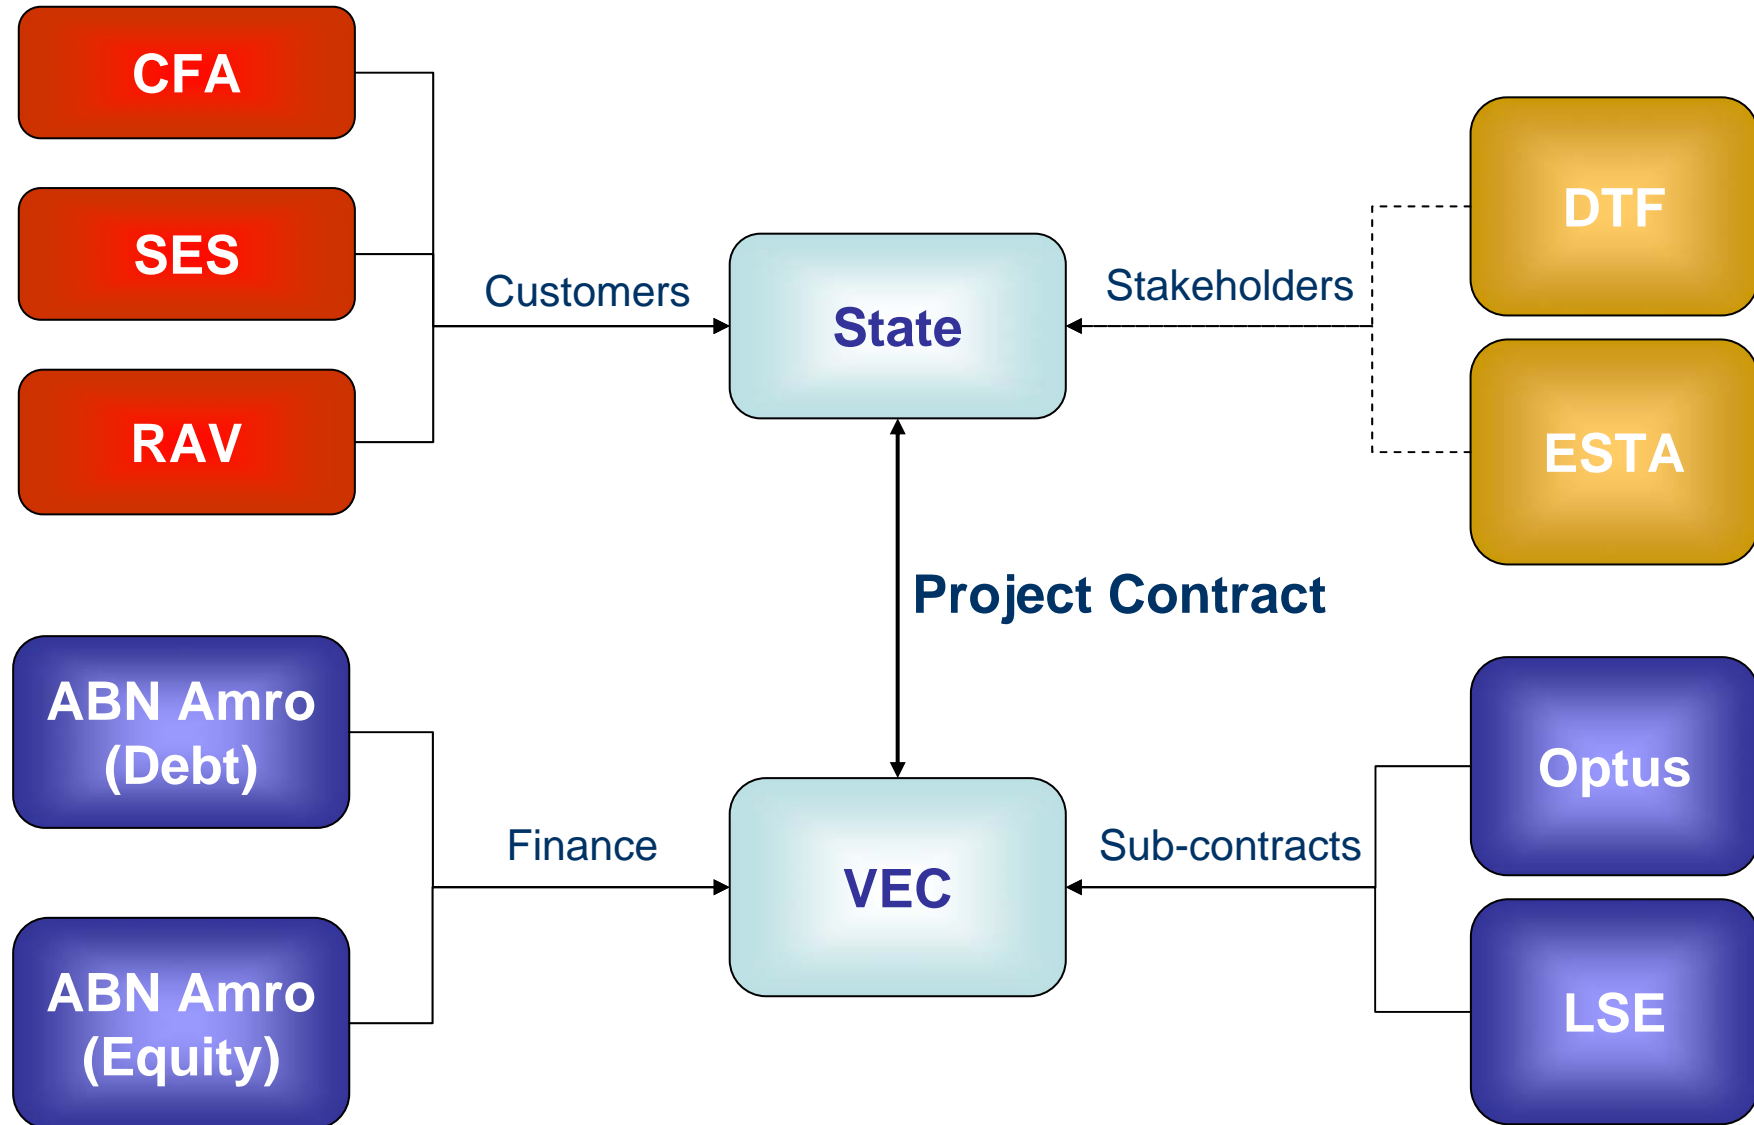 CFA
SES
RAV
Customers
State
Stakeholders
DTF
ESTA
Project Contract
ABN Amro
(Debt)
ABN Amro
(Equity)
Finance
VEC
Sub-contracts
Optus
LSE